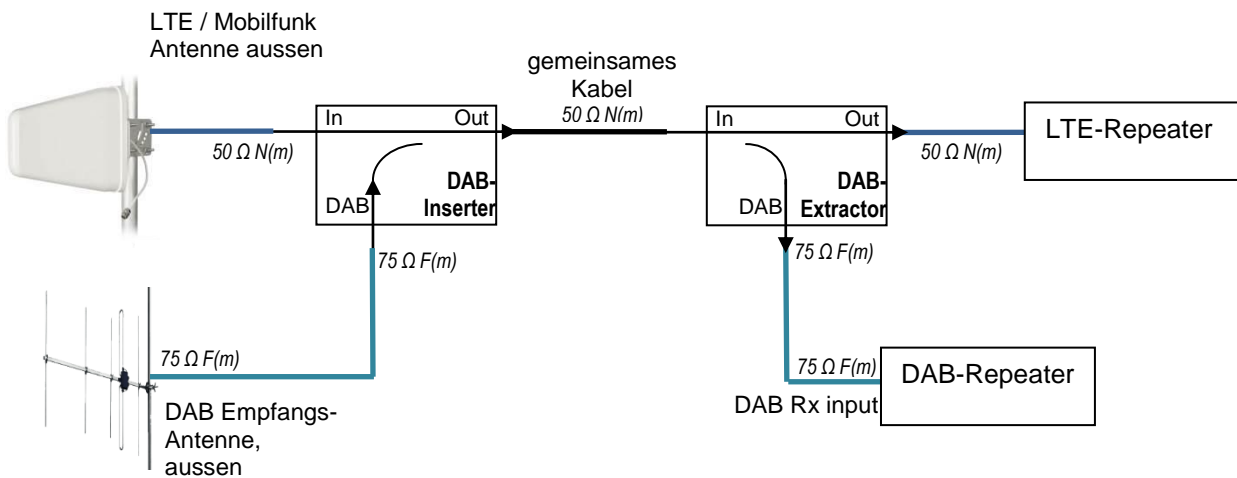 LTE / Mobilfunk
Antenne aussen
gemeinsames
Kabel
50 Ω N(m)
In
Out
In
Out
LTE-Repeater
50 Ω N(m)
50 Ω N(m)
DAB
DAB-
Inserter
DAB
DAB-
Extractor
75 Ω F(m)
75 Ω F(m)
75 Ω F(m)
75 Ω F(m)
DAB-Repeater
DAB Rx input
DAB Empfangs-
Antenne,
aussen